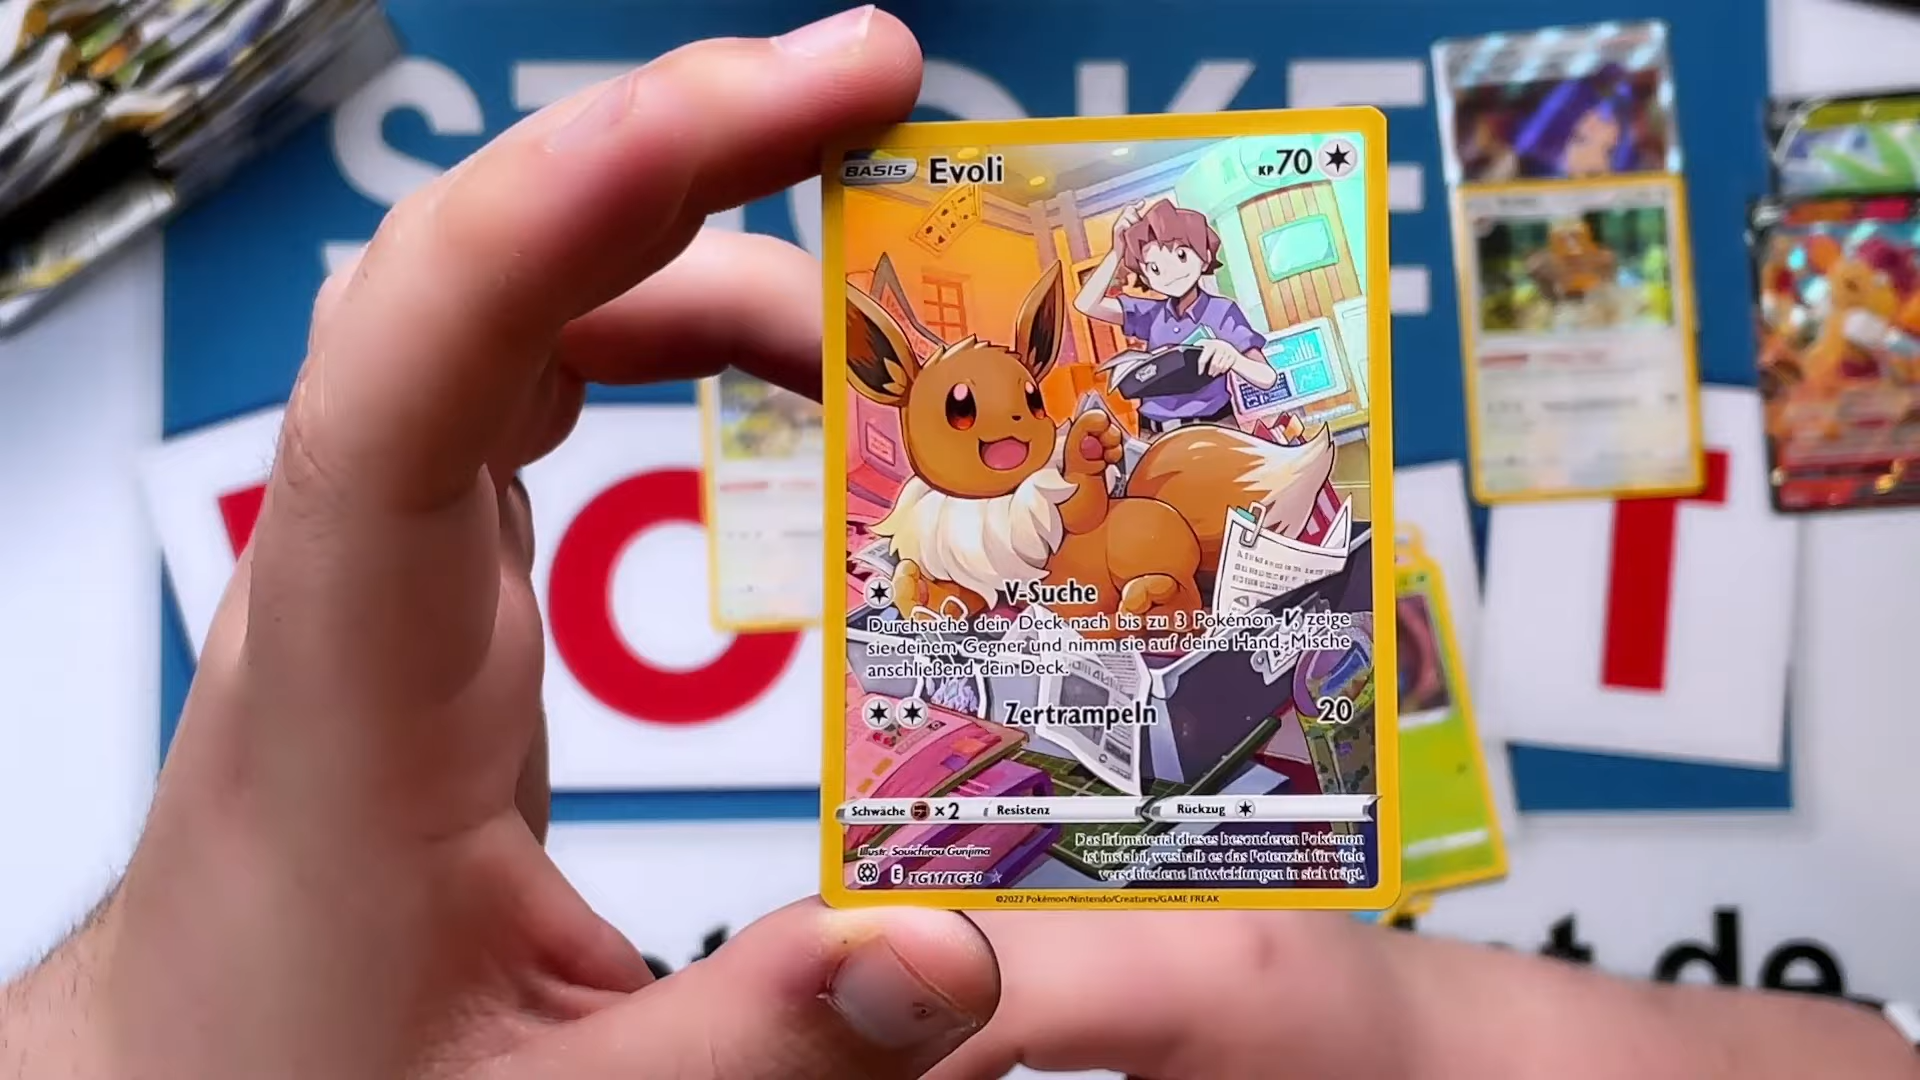 BASIS Evoli KP 70
V-Suche
Durchsuche dein Deck nach bis zu 3 Pokémon-V, zeige
sie deinem Gegner und nimm sie auf deine Hand. Mische
anschließend dein Deck.
Zertrampeln 20
Schwäche ×2 Resistenz Rückzug
Das Erbmaterial dieses besonderen Pokémon
ist instabil, weshalb es das Potenzial für viele
verschiedene Entwicklungen in sich trägt.
Illustr. Souichirou Gunjima
E TG11/TG30
©2022 Pokémon/Nintendo/Creatures/GAME FREAK